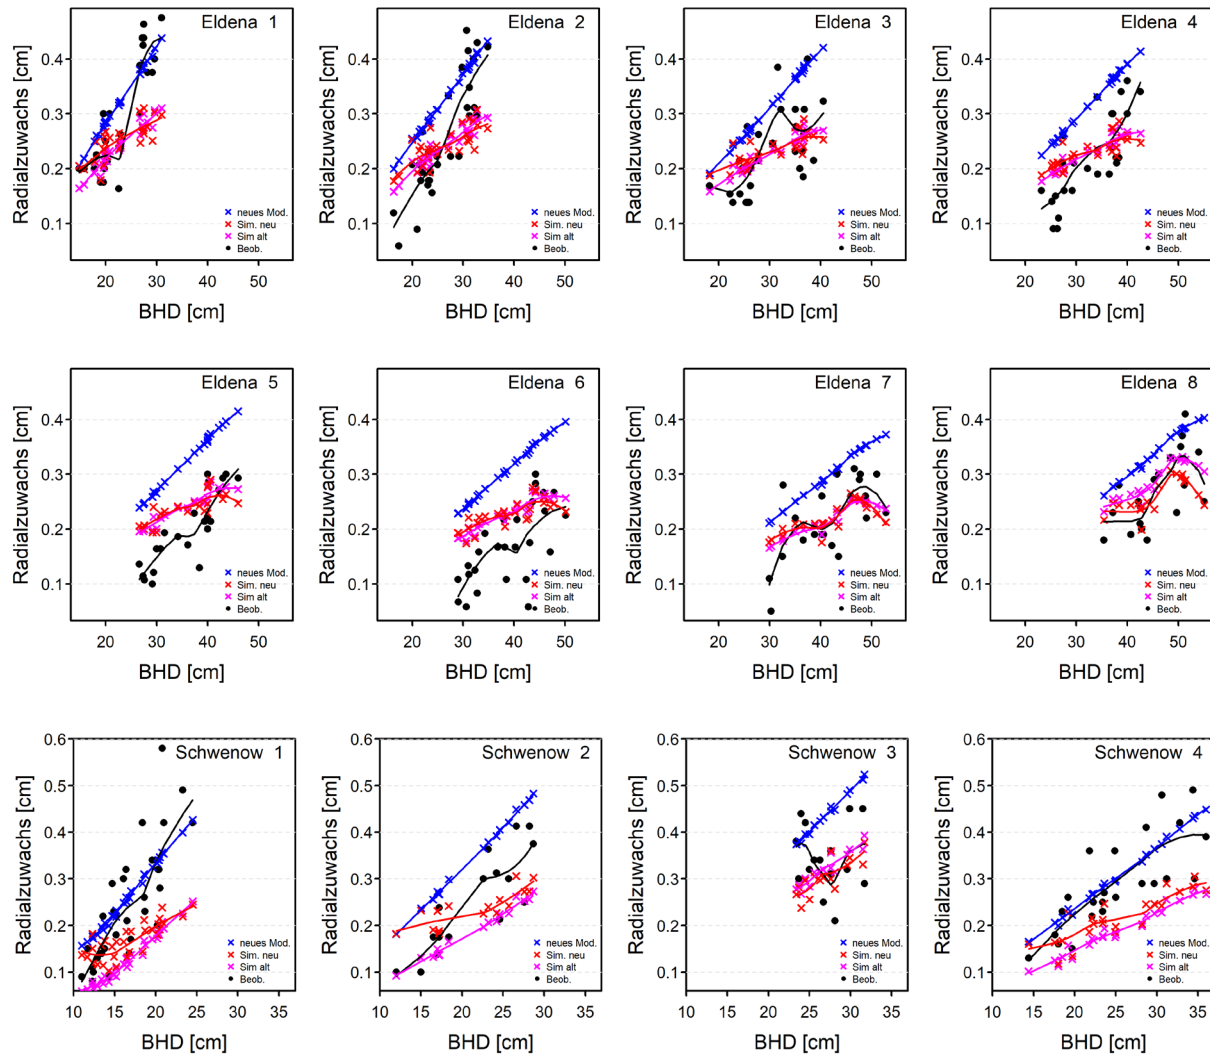 Eldena 1
Radialzuwachs [cm]
0.4
0.3
0.2
0.1
neues Mod.
Sim. neu
Sim alt
Beob.
20 30 40 50
BHD [cm]
Eldena 2
Radialzuwachs [cm]
0.4
0.3
0.2
0.1
neues Mod.
Sim. neu
Sim alt
Beob.
20 30 40 50
BHD [cm]
Eldena 3
Radialzuwachs [cm]
0.4
0.3
0.2
0.1
neues Mod.
Sim. neu
Sim alt
Beob.
20 30 40 50
BHD [cm]
Eldena 4
Radialzuwachs [cm]
0.4
0.3
0.2
0.1
neues Mod.
Sim. neu
Sim alt
Beob.
20 30 40 50
BHD [cm]
Eldena 5
Radialzuwachs [cm]
0.4
0.3
0.2
0.1
neues Mod.
Sim. neu
Sim alt
Beob.
20 30 40 50
BHD [cm]
Eldena 6
Radialzuwachs [cm]
0.4
0.3
0.2
0.1
neues Mod.
Sim. neu
Sim alt
Beob.
20 30 40 50
BHD [cm]
Eldena 7
Radialzuwachs [cm]
0.4
0.3
0.2
0.1
neues Mod.
Sim. neu
Sim alt
Beob.
20 30 40 50
BHD [cm]
Eldena 8
Radialzuwachs [cm]
0.4
0.3
0.2
0.1
neues Mod.
Sim. neu
Sim alt
Beob.
20 30 40 50
BHD [cm]
Schwenow 1
Radialzuwachs [cm]
0.6
0.5
0.4
0.3
0.2
0.1
neues Mod.
Sim. neu
Sim alt
Beob.
10 15 20 25 30 35
BHD [cm]
Schwenow 2
Radialzuwachs [cm]
0.6
0.5
0.4
0.3
0.2
0.1
neues Mod.
Sim. neu
Sim alt
Beob.
10 15 20 25 30 35
BHD [cm]
Schwenow 3
Radialzuwachs [cm]
0.6
0.5
0.4
0.3
0.2
0.1
neues Mod.
Sim. neu
Sim alt
Beob.
10 15 20 25 30 35
BHD [cm]
Schwenow 4
Radialzuwachs [cm]
0.6
0.5
0.4
0.3
0.2
0.1
neues Mod.
Sim. neu
Sim alt
Beob.
10 15 20 25 30 35
BHD [cm]